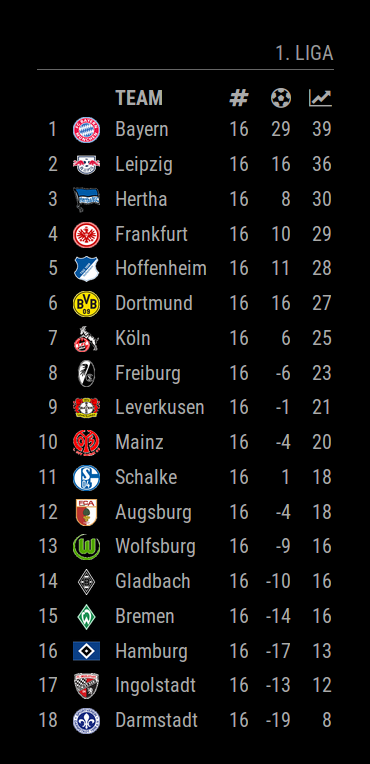 1. LIGA
TEAM #
1 Bayern 16 29 39
2 Leipzig 16 16 36
3 Hertha 16 8 30
4 Frankfurt 16 10 29
5 Hoffenheim 16 11 28
6 Dortmund 16 16 27
7 Köln 16 6 25
8 Freiburg 16 -6 23
9 Leverkusen 16 -1 21
10 Mainz 16 -4 20
11 Schalke 16 1 18
12 Augsburg 16 -4 18
13 Wolfsburg 16 -9 16
14 Gladbach 16 -10 16
15 Bremen 16 -14 16
16 Hamburg 16 -17 13
17 Ingolstadt 16 -13 12
18 Darmstadt 16 -19 8